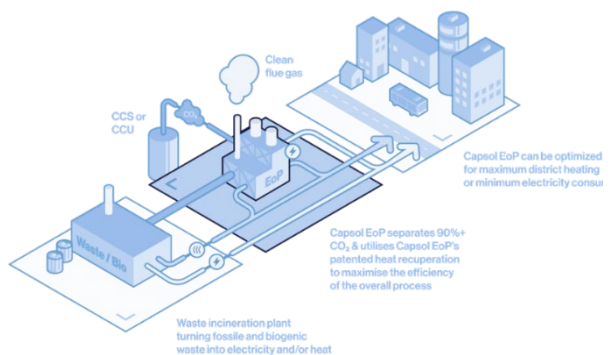 Clean
flue gas
CO₂
CCS or
CCU
EoP
Capsol EoP can be optimized
for maximum district heating
or minimum electricity consu
Waste / Bio
Capsol EoP separates 90%+
CO₂ & utilises Capsol EoP's
patented heat recuperation
to maximise the efficiency
of the overall process
Waste incineration plant
turning fossile and biogenic
waste into electricity and/or heat